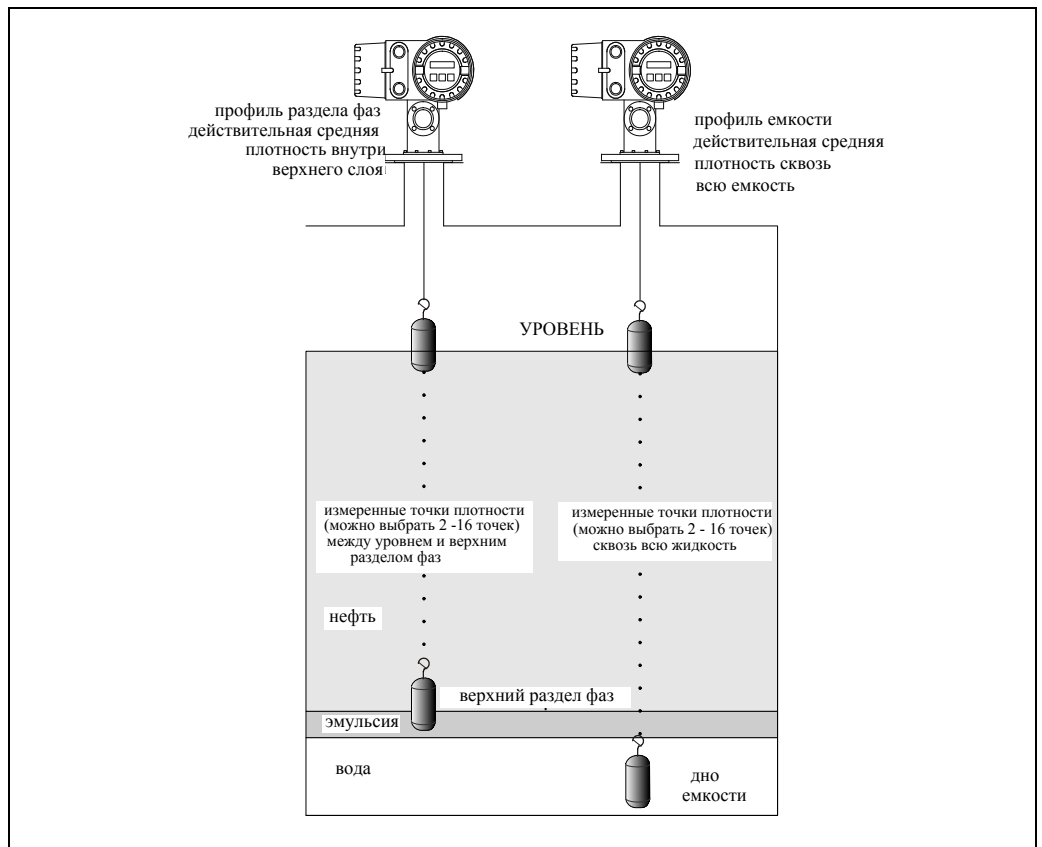 профиль раздела фаз
действительная средняя
плотность внутри
верхнего слоя
профиль емкости
действительная средняя
плотность сквозь
всю емкость
УРОВЕНЬ
измеренные точки плотности
(можно выбрать 2 -16 точек)
между уровнем и верхним
разделом фаз
измеренные точки плотности
(можно выбрать 2 - 16 точек)
сквозь всю жидкость
нефть
верхний раздел фаз
эмульсия
вода
дно
емкости